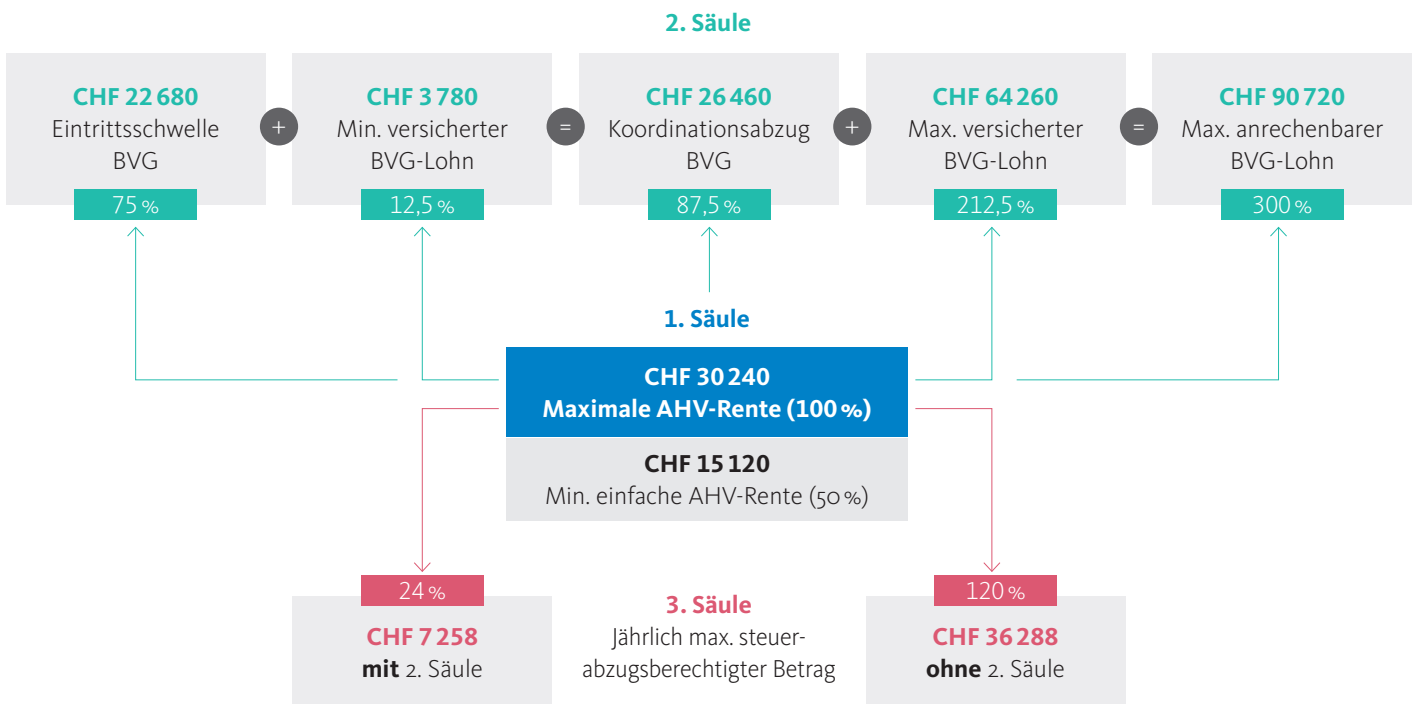 2. Säule
CHF 22 680
Eintrittsschwelle
BVG
75 %
+
CHF 3 780
Min. versicherter
BVG-Lohn
12,5 %
=
CHF 26 460
Koordinationsabzug
BVG
87,5 %
+
CHF 64 260
Max. versicherter
BVG-Lohn
212,5 %
=
CHF 90 720
Max. anrechenbarer
BVG-Lohn
300 %
1. Säule
CHF 30 240
Maximale AHV-Rente (100 %)
CHF 15 120
Min. einfache AHV-Rente (50 %)
24 %
CHF 7 258
mit 2. Säule
3. Säule
Jährlich max. steuer-
abzugsberechtigter Betrag
120 %
CHF 36 288
ohne 2. Säule